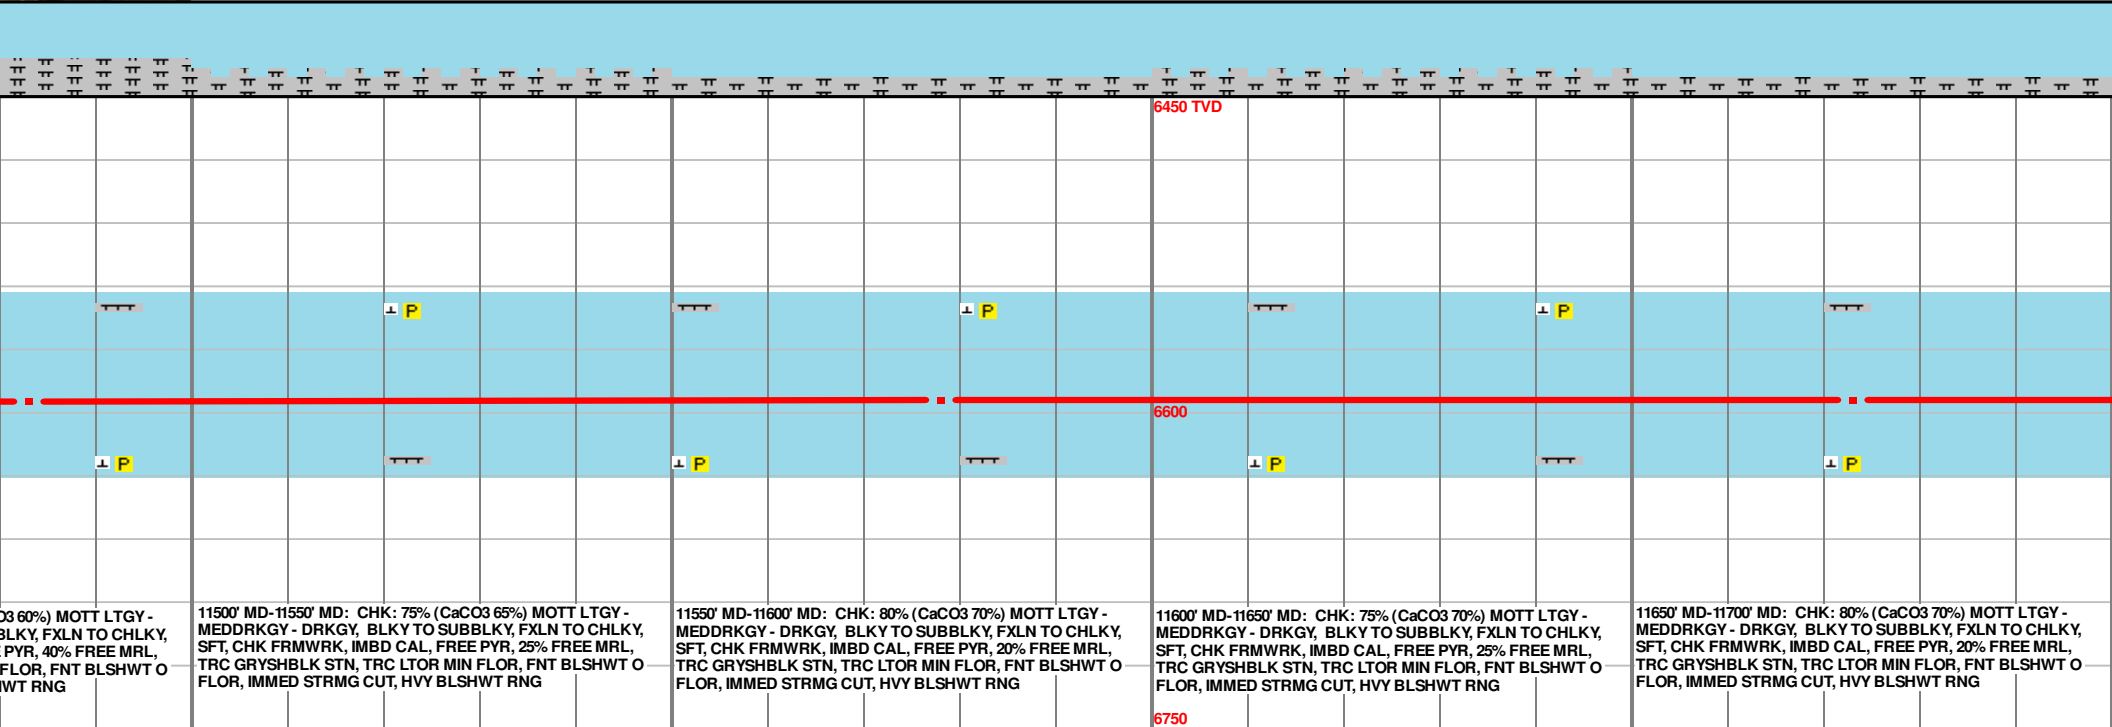 6450 TVD
P
P
P
6600
P
P
P
P
O3 60%) MOTT LTGY -
BLKY, FXLN TO CHLKY,
PYR, 40% FREE MRL,
FLOR, FNT BLSHWT O
WT RNG
11500' MD-11550' MD: CHK: 75% (CaCO3 65%) MOTT LTGY -
MEDDRKGY - DRKGY, BLKY TO SUBBLKY, FXLN TO CHLKY,
SFT, CHK FRMWRK, IMBD CAL, FREE PYR, 25% FREE MRL,
TRC GRYSHBLK STN, TRC LTOR MIN FLOR, FNT BLSHWT O
FLOR, IMMED STRMG CUT, HVY BLSHWT RNG
11550' MD-11600' MD: CHK: 80% (CaCO3 70%) MOTT LTGY -
MEDDRKGY - DRKGY, BLKY TO SUBBLKY, FXLN TO CHLKY,
SFT, CHK FRMWRK, IMBD CAL, FREE PYR, 20% FREE MRL,
TRC GRYSHBLK STN, TRC LTOR MIN FLOR, FNT BLSHWT O
FLOR, IMMED STRMG CUT, HVY BLSHWT RNG
11600' MD-11650' MD: CHK: 75% (CaCO3 70%) MOTT LTGY -
MEDDRKGY - DRKGY, BLKY TO SUBBLKY, FXLN TO CHLKY,
SFT, CHK FRMWRK, IMBD CAL, FREE PYR, 25% FREE MRL,
TRC GRYSHBLK STN, TRC LTOR MIN FLOR, FNT BLSHWT O
FLOR, IMMED STRMG CUT, HVY BLSHWT RNG
11650' MD-11700' MD: CHK: 80% (CaCO3 70%) MOTT LTGY -
MEDDRKGY - DRKGY, BLKY TO SUBBLKY, FXLN TO CHLKY,
SFT, CHK FRMWRK, IMBD CAL, FREE PYR, 20% FREE MRL,
TRC GRYSHBLK STN, TRC LTOR MIN FLOR, FNT BLSHWT O
FLOR, IMMED STRMG CUT, HVY BLSHWT RNG
6750